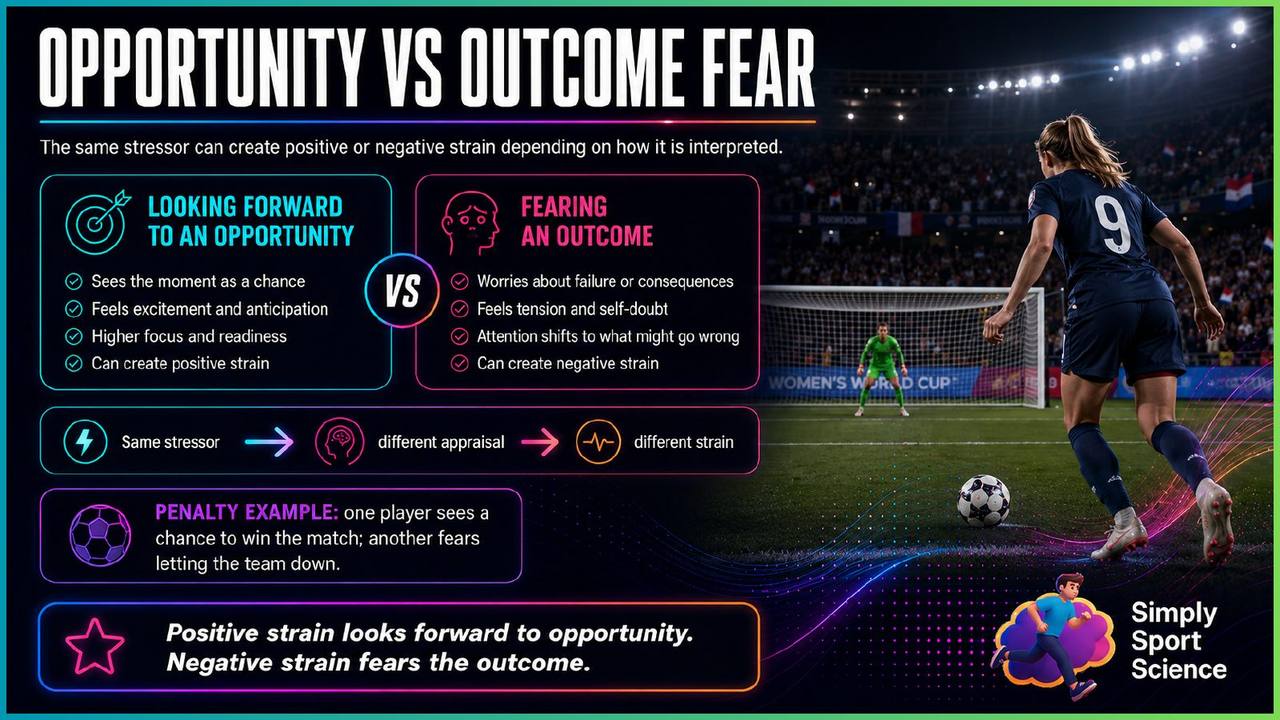 OPPORTUNITY VS OUTCOME FEAR
The same stressor can create positive or negative strain depending on how it is interpreted.
LOOKING FORWARD
TO AN OPPORTUNITY
Sees the moment as a chance
Feels excitement and anticipation
Higher focus and readiness
Can create positive strain
VS
FEARING
AN OUTCOME
Worries about failure or consequences
Feels tension and self-doubt
Attention shifts to what might go wrong
Can create negative strain
Same stressor
different appraisal
different strain
PENALTY EXAMPLE: one player sees a
chance to win the match; another fears
letting the team down.
Positive strain looks forward to opportunity.
Negative strain fears the outcome.
9
WOMEN'S WORLD CUP
Simply
Sport
Science